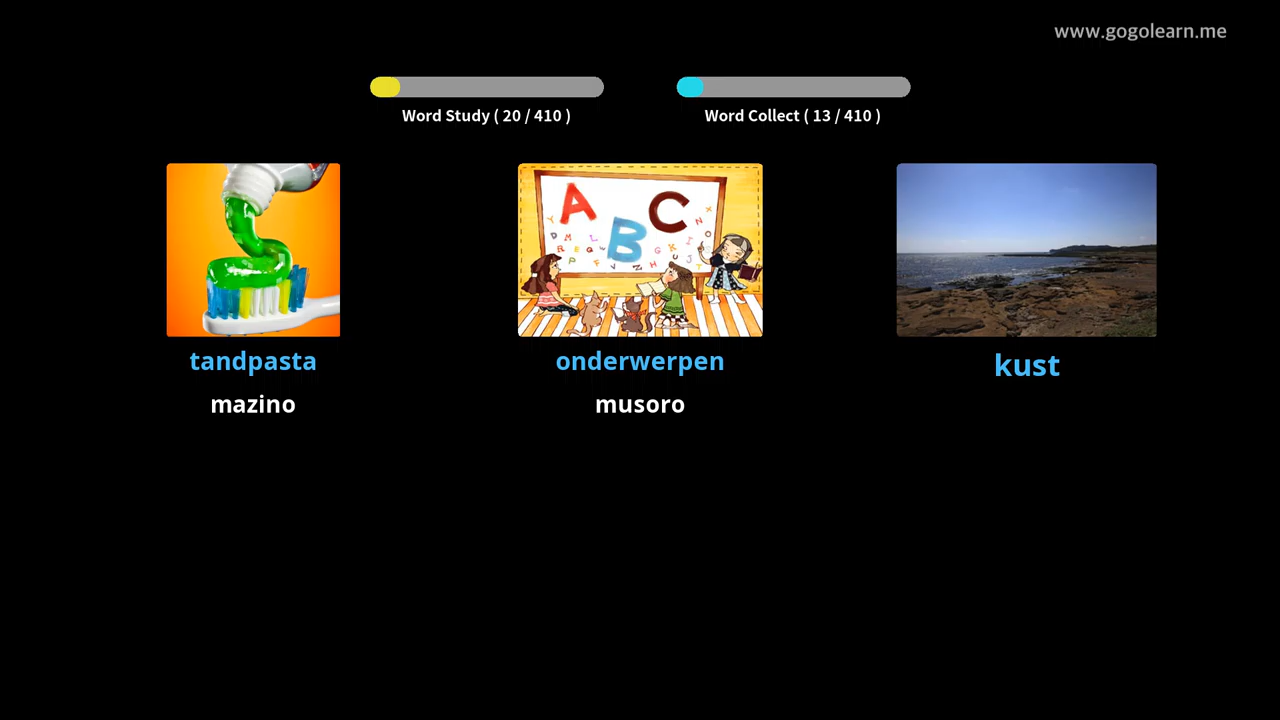 www.gogolearn.me
Word Study ( 20 / 410 )
Word Collect ( 13 / 410 )
A B C
tandpasta
onderwerpen
kust
mazino
musoro